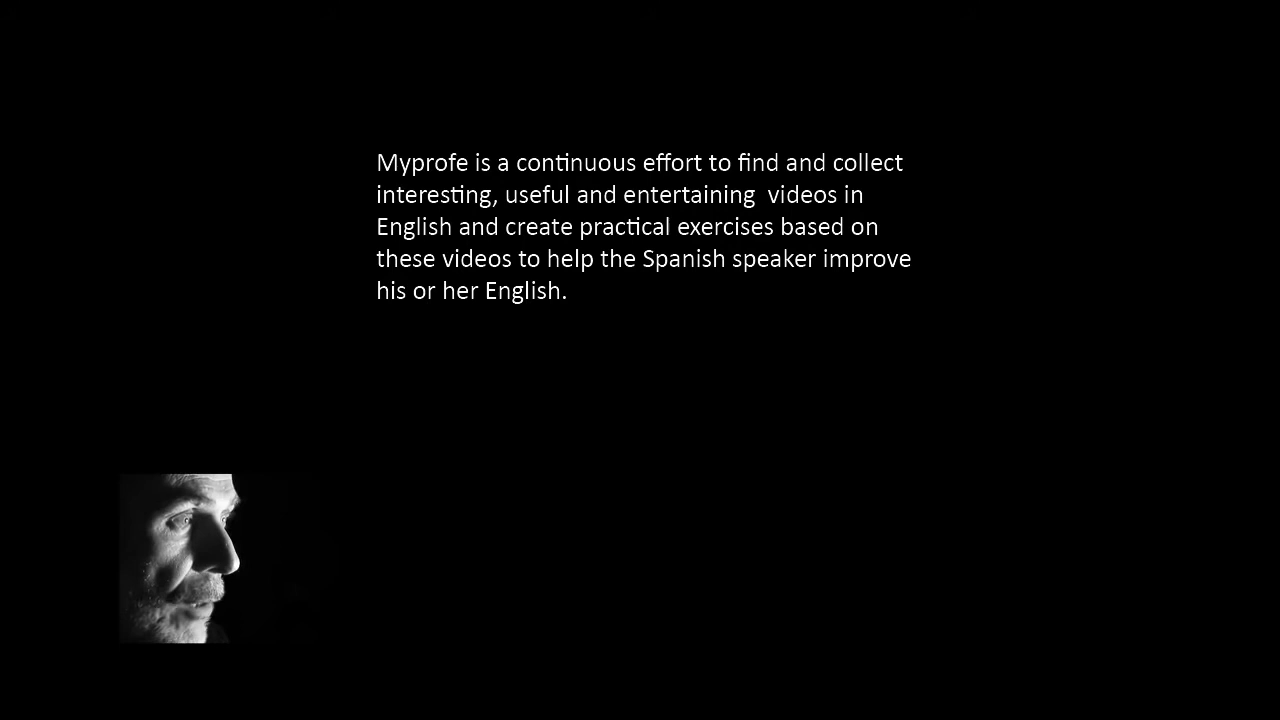 Myprofe is a continuous effort to find and collect
interesting, useful and entertaining  videos in
English and create practical exercises based on
these videos to help the Spanish speaker improve
his or her English.